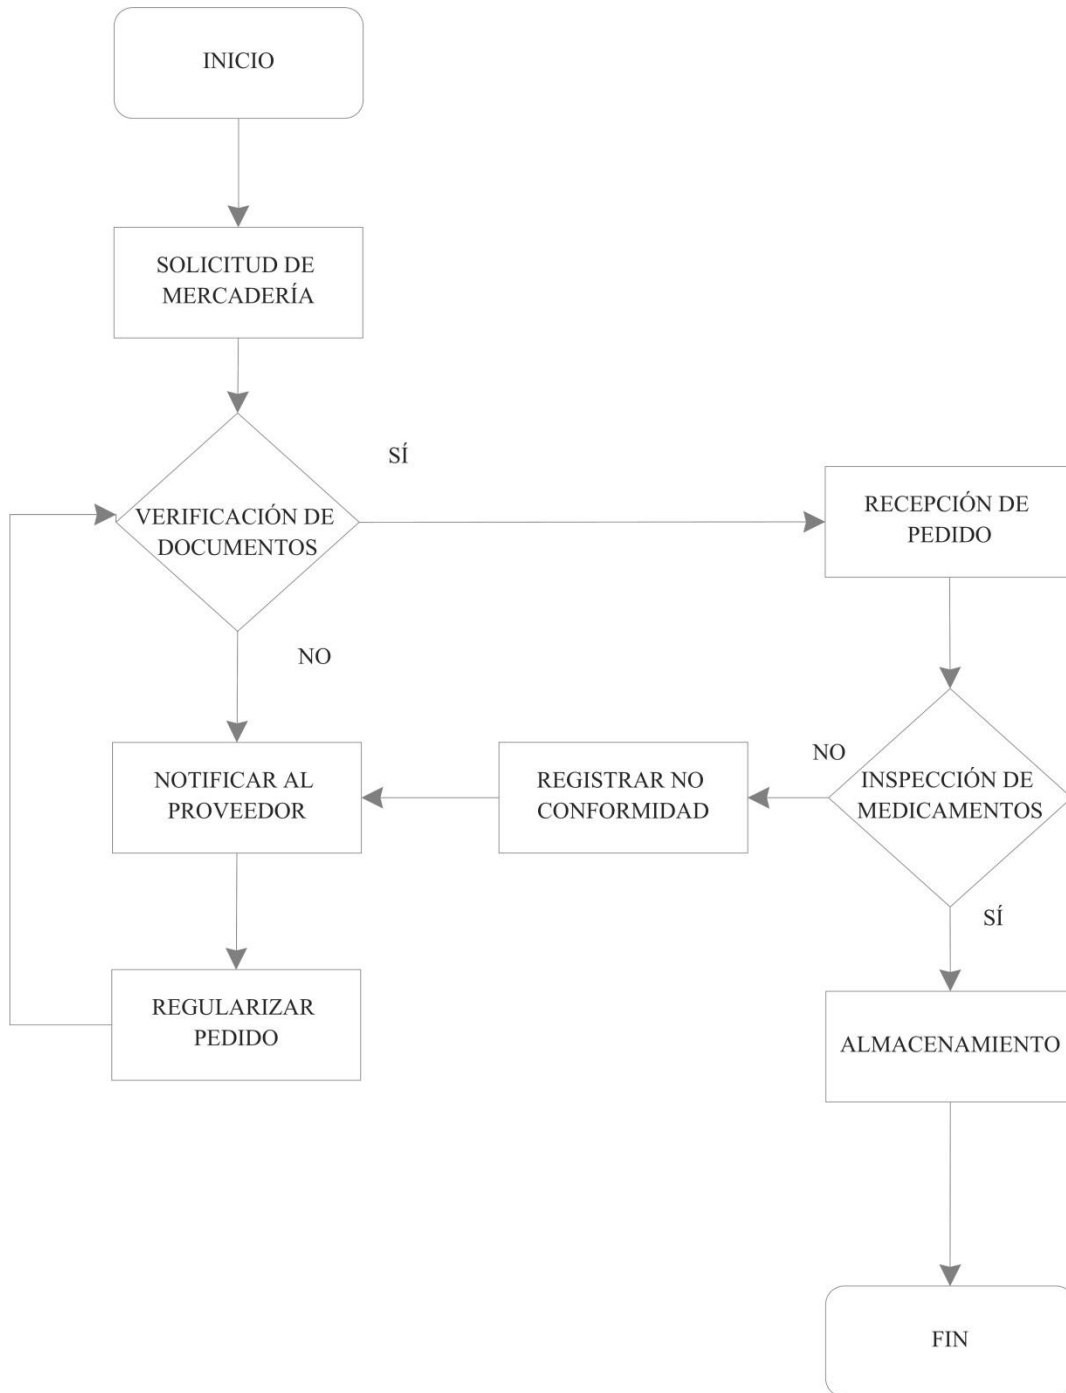 INICIO
SOLICITUD DE
MERCADERÍA
SÍ
VERIFICACIÓN DE
DOCUMENTOS
RECEPCIÓN DE
PEDIDO
NO
NOTIFICAR AL
PROVEEDOR
REGISTRAR NO
CONFORMIDAD
NO
INSPECCIÓN DE
MEDICAMENTOS
SÍ
REGULARIZAR
PEDIDO
ALMACENAMIENTO
FIN